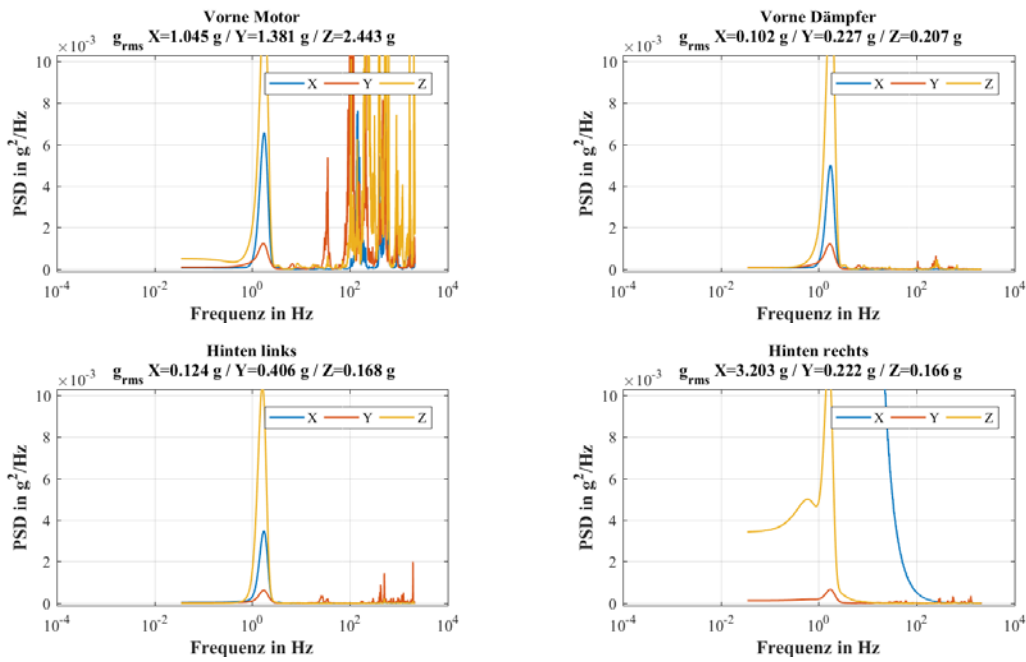 Vorne Motor
g_rms X=1.045 g / Y=1.381 g / Z=2.443 g
×10^-3
10
8
6
4
2
0
PSD in g^2/Hz
X Y Z
10^-4 10^-2 10^0 10^2 10^4
Frequenz in Hz
Vorne Dämpfer
g_rms X=0.102 g / Y=0.227 g / Z=0.207 g
×10^-3
10
8
6
4
2
0
PSD in g^2/Hz
X Y Z
10^-4 10^-2 10^0 10^2 10^4
Frequenz in Hz
Hinten links
g_rms X=0.124 g / Y=0.406 g / Z=0.168 g
×10^-3
10
8
6
4
2
0
PSD in g^2/Hz
X Y Z
10^-4 10^-2 10^0 10^2 10^4
Frequenz in Hz
Hinten rechts
g_rms X=3.203 g / Y=0.222 g / Z=0.166 g
×10^-3
10
8
6
4
2
0
PSD in g^2/Hz
X Y Z
10^-4 10^-2 10^0 10^2 10^4
Frequenz in Hz